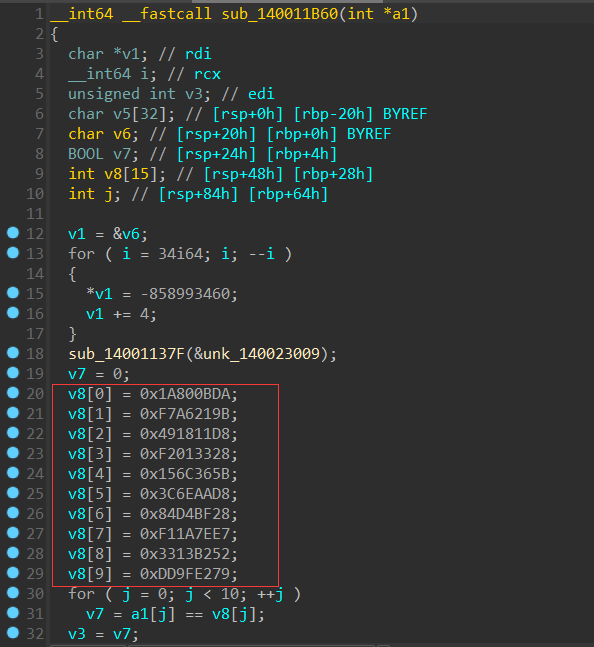 1 __int64 __fastcall sub_140011B60(int *a1)
2 {
3 char *v1; // rdi
4 __int64 i; // rcx
5 unsigned int v3; // edi
6 char v5[32]; // [rsp+0h] [rbp-20h] BYREF
7 char v6; // [rsp+20h] [rbp+0h] BYREF
8 BOOL v7; // [rsp+24h] [rbp+4h]
9 int v8[15]; // [rsp+48h] [rbp+28h]
10 int j; // [rsp+84h] [rbp+64h]
11
12 v1 = &v6;
13 for ( i = 34i64; i; --i )
14 {
15 *v1 = -858993460;
16 v1 += 4;
17 }
18 sub_14001137F(&unk_140023009);
19 v7 = 0;
20 v8[0] = 0x1A800BDA;
21 v8[1] = 0xF7A6219B;
22 v8[2] = 0x491811D8;
23 v8[3] = 0xF2013328;
24 v8[4] = 0x156C365B;
25 v8[5] = 0x3C6EAAD8;
26 v8[6] = 0x84D4BF28;
27 v8[7] = 0xF11A7EE7;
28 v8[8] = 0x3313B252;
29 v8[9] = 0xDD9FE279;
30 for ( j = 0; j < 10; ++j )
31 v7 = a1[j] == v8[j];
32 v3 = v7;